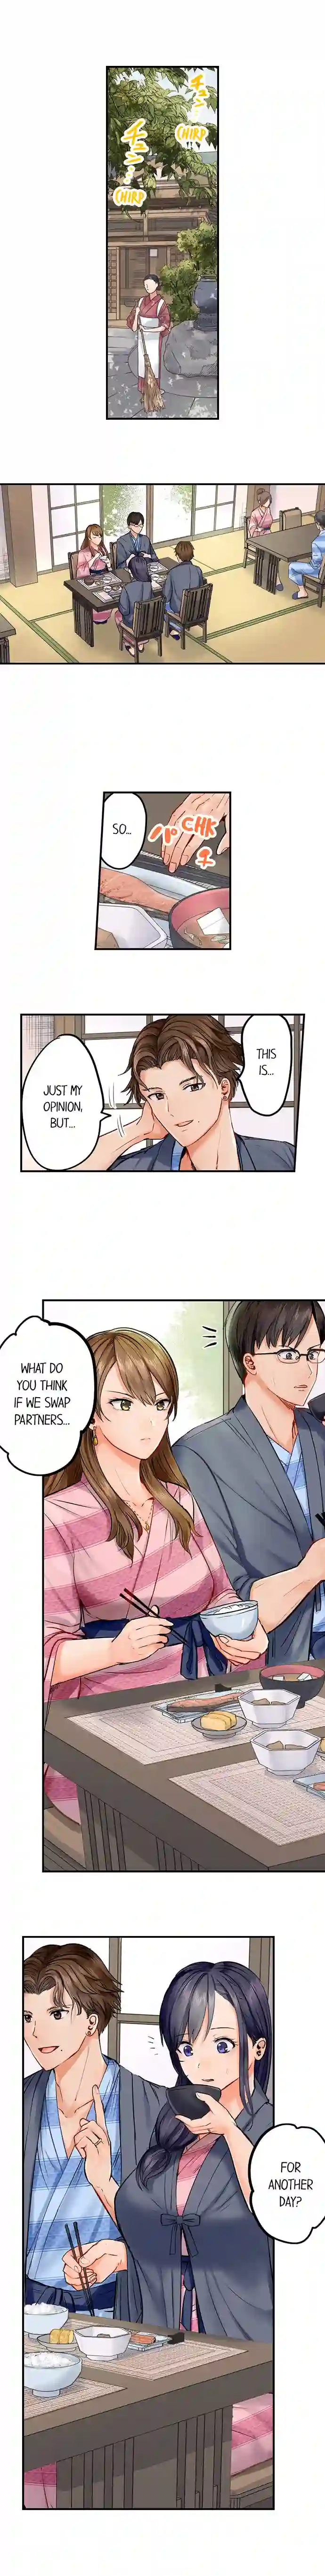 チュン
CHIRP
チュン…
CHIRP
SO...
パ
CHK
THIS
IS...
JUST MY
OPINION,
BUT...
WHAT DO
YOU THINK
IF WE SWAP
PARTNERS...
FOR
ANOTHER
DAY?